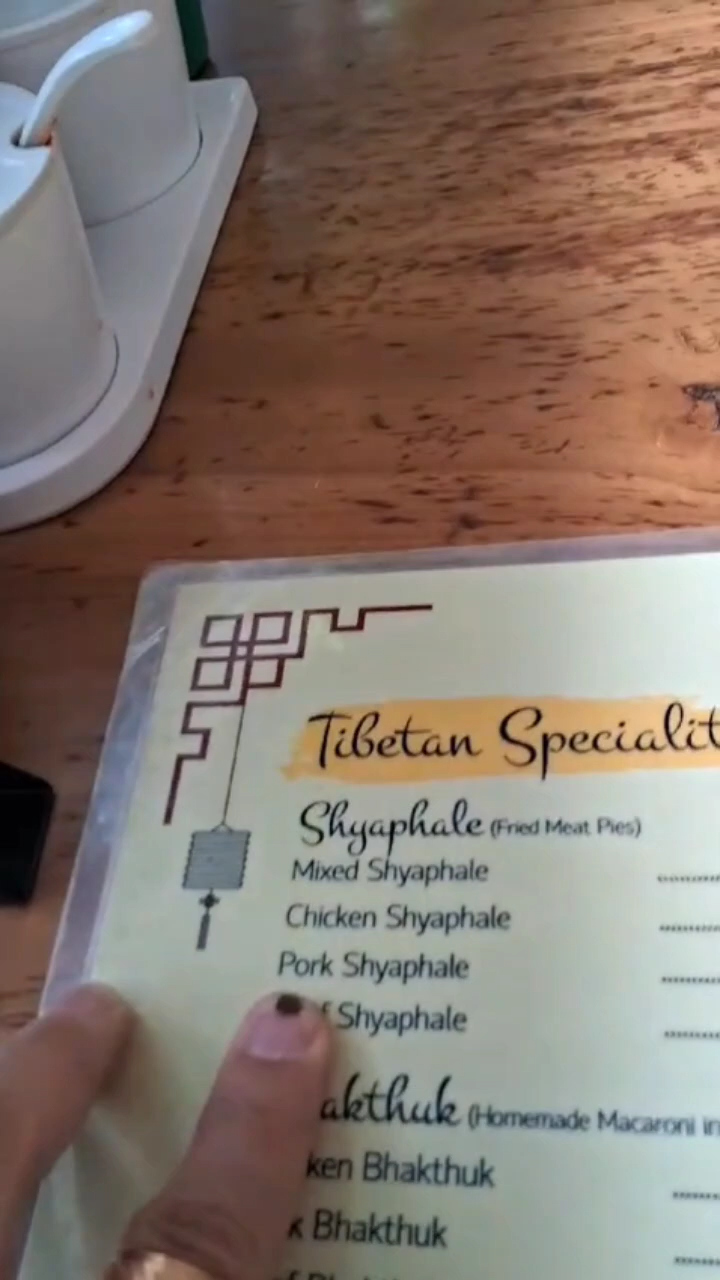 Tibetan Specialit
Shyaphale (Fried Meat Pies)
Mixed Shyaphale
Chicken Shyaphale
Pork Shyaphale
f Shyaphale
akthuk (Homemade Macaroni in
ken Bhakthuk
k Bhakthuk